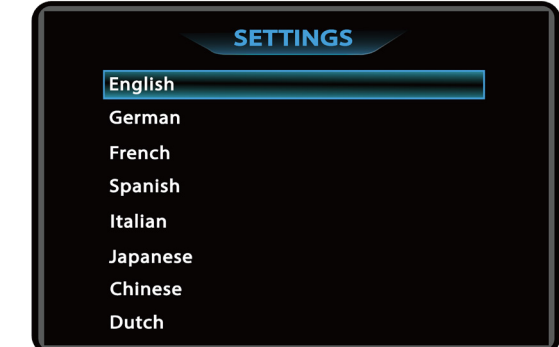 SETTINGS
English
German
French
Spanish
Italian
Japanese
Chinese
Dutch